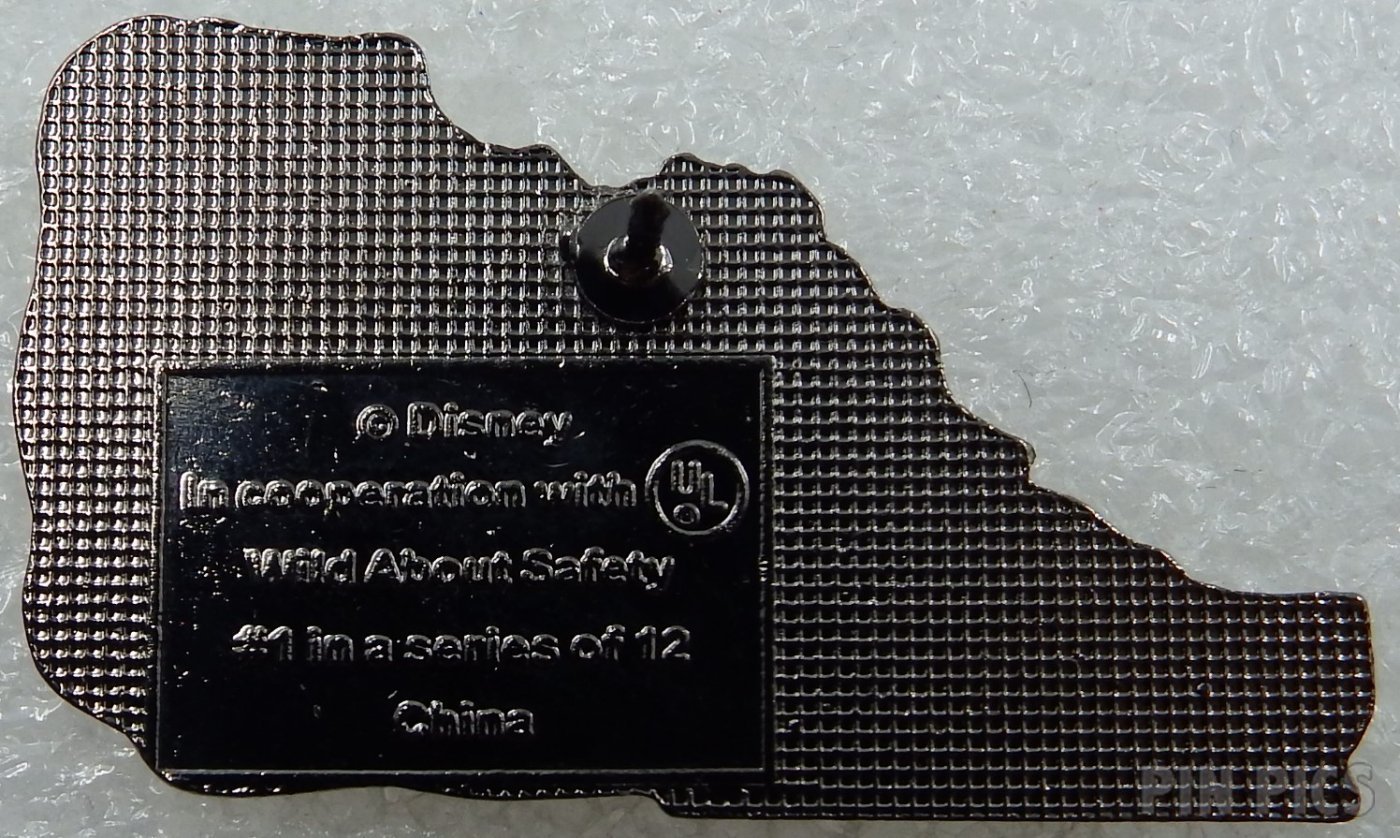 © Disney
In cooperation with UL
Wild About Safety
#1 in a series of 12
China
PIN PICS